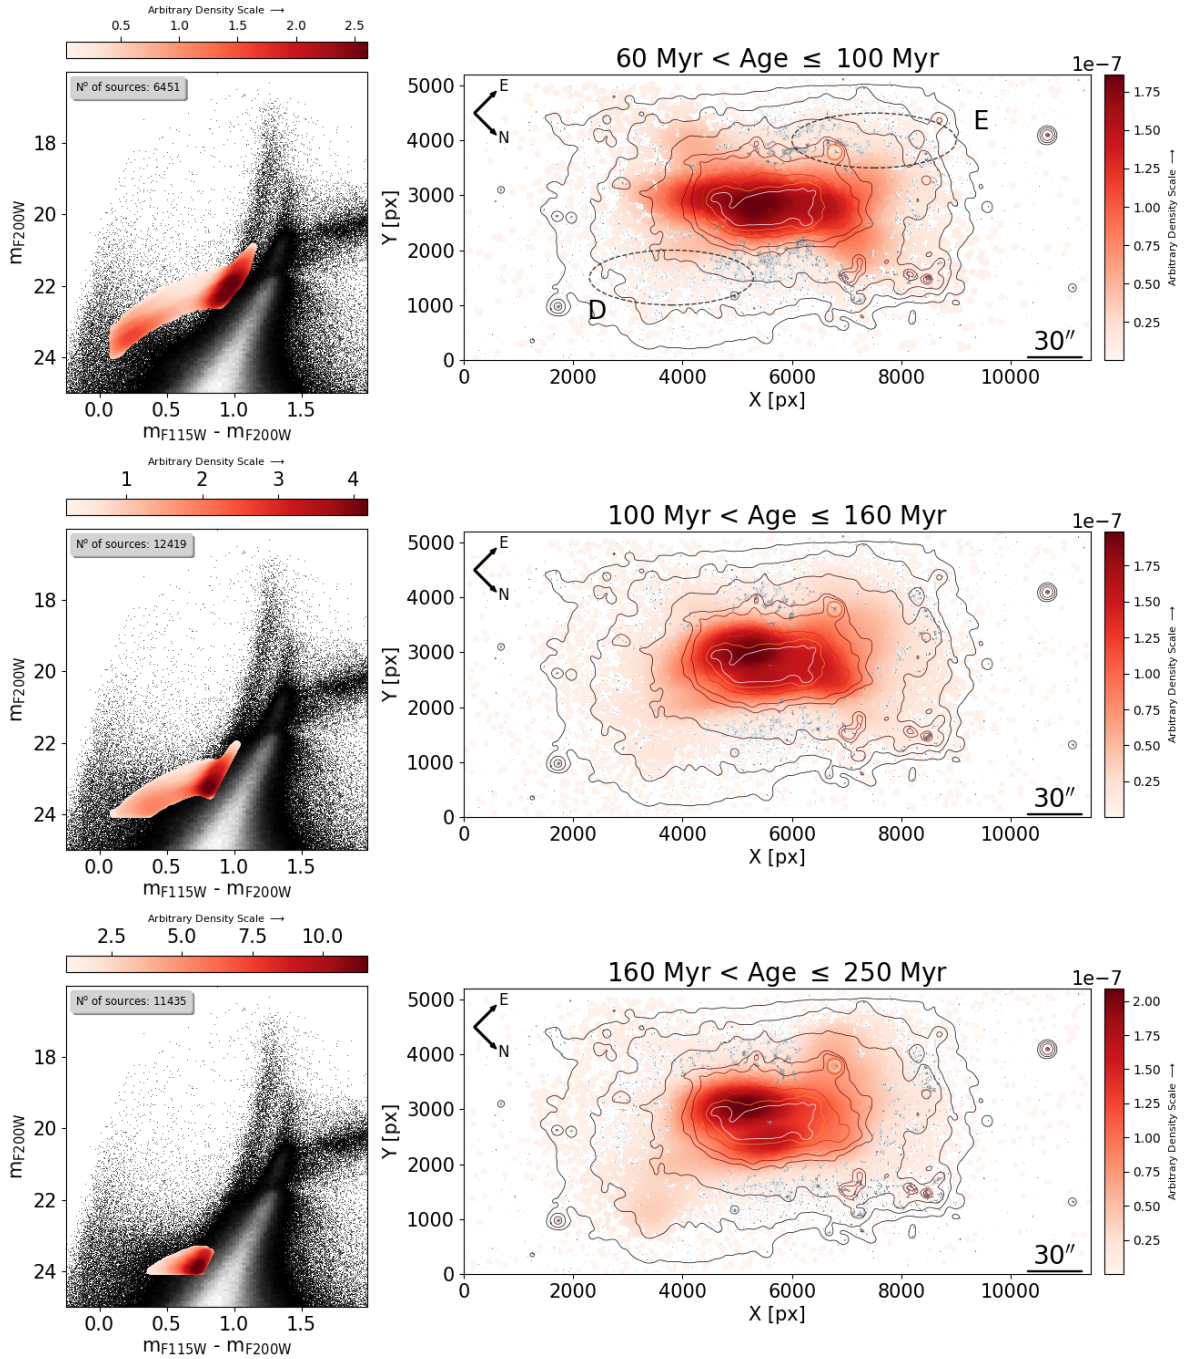 Arbitrary Density Scale →
0.5 1.0 1.5 2.0 2.5
Nº of sources: 6451
18
20
22
24
m_F200W
0.0 0.5 1.0 1.5
m_F115W - m_F200W
60 Myr < Age ≤ 100 Myr
1e-7
E
N
E
D
30″
5000
4000
3000
2000
1000
0
Y [px]
0 2000 4000 6000 8000 10000
X [px]
1.75
1.50
1.25
1.00
0.75
0.50
0.25
Arbitrary Density Scale →
Arbitrary Density Scale →
1 2 3 4
Nº of sources: 12419
18
20
22
24
m_F200W
0.0 0.5 1.0 1.5
m_F115W - m_F200W
100 Myr < Age ≤ 160 Myr
1e-7
E
N
30″
5000
4000
3000
2000
1000
0
Y [px]
0 2000 4000 6000 8000 10000
X [px]
1.75
1.50
1.25
1.00
0.75
0.50
0.25
Arbitrary Density Scale →
Arbitrary Density Scale →
2.5 5.0 7.5 10.0
Nº of sources: 11435
18
20
22
24
m_F200W
0.0 0.5 1.0 1.5
m_F115W - m_F200W
160 Myr < Age ≤ 250 Myr
1e-7
E
N
30″
5000
4000
3000
2000
1000
0
Y [px]
0 2000 4000 6000 8000 10000
X [px]
2.00
1.75
1.50
1.25
1.00
0.75
0.50
0.25
Arbitrary Density Scale →